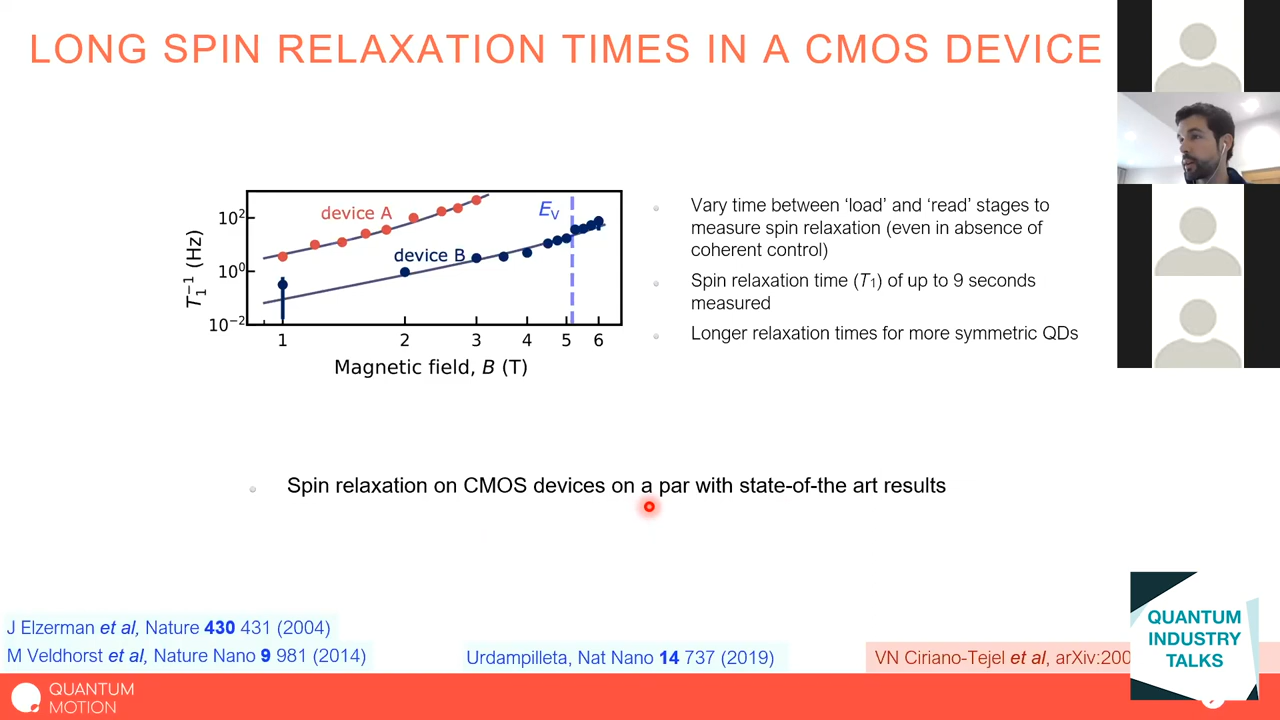 LONG SPIN RELAXATION TIMES IN A CMOS DEVICE
device A
E_V
device B
10²
10⁰
10⁻²
T₁⁻¹ (Hz)
1
2
3
4
5
6
Magnetic field, B (T)
Vary time between ‘load’ and ‘read’ stages to
measure spin relaxation (even in absence of
coherent control)
Spin relaxation time (T₁) of up to 9 seconds
measured
Longer relaxation times for more symmetric QDs
Spin relaxation on CMOS devices on a par with state-of-the art results
J Elzerman et al, Nature 430 431 (2004)
M Veldhorst et al, Nature Nano 9 981 (2014)
Urdampilleta, Nat Nano 14 737 (2019)
VN Ciriano-Tejel et al, arXiv:200
QUANTUM
INDUSTRY
TALKS
QUANTUM
MOTION